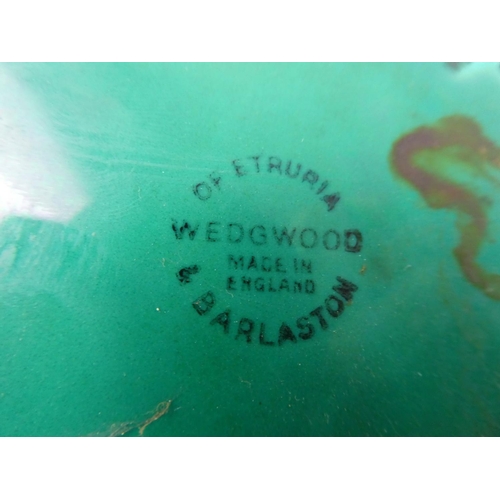 OF ETRURIA
WEDGWOOD
MADE IN
ENGLAND
& BARLASTON